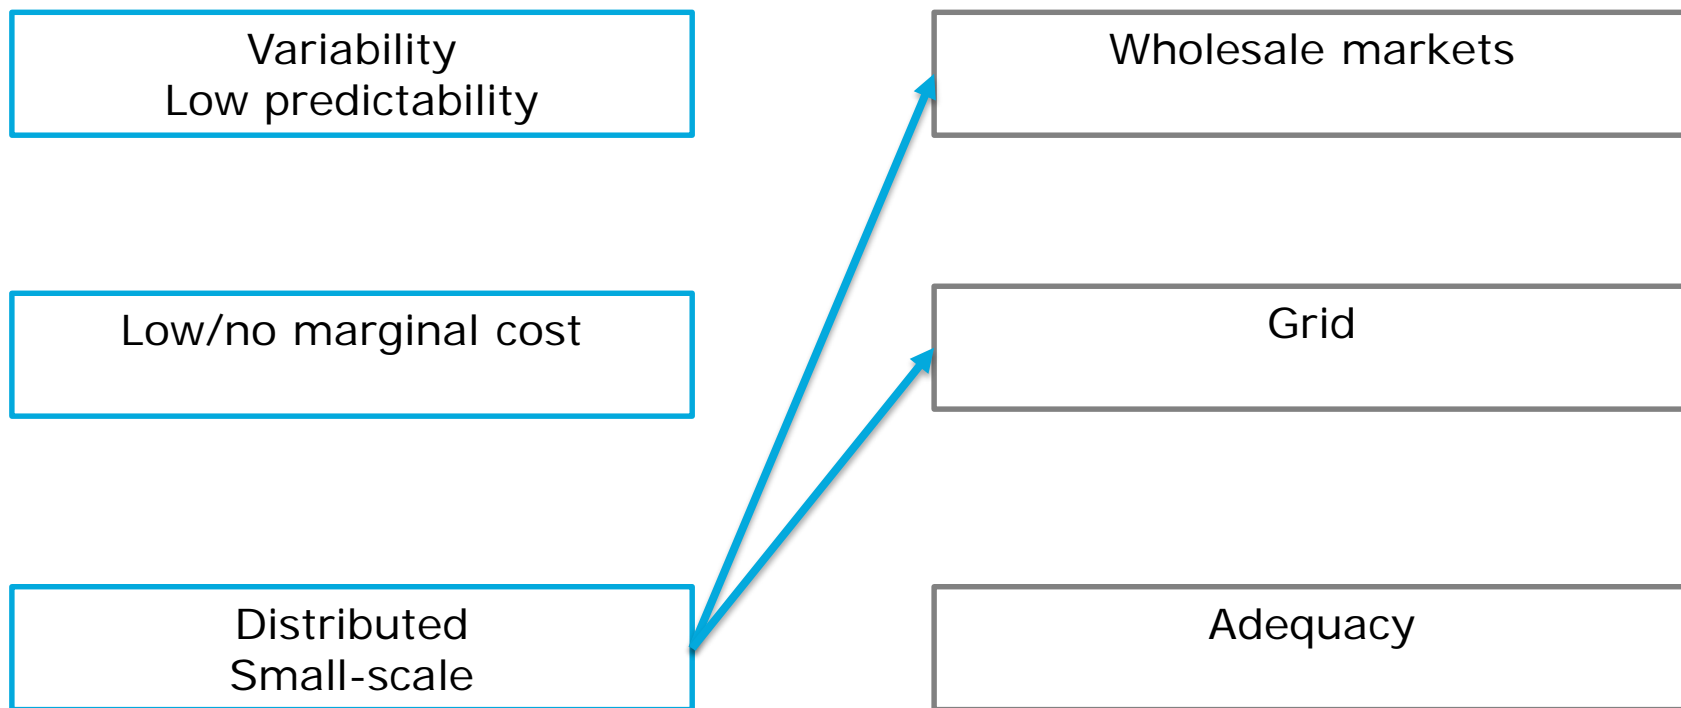 Variability
Low predictability
Wholesale markets
Low/no marginal cost
Grid
Distributed
Small-scale
Adequacy